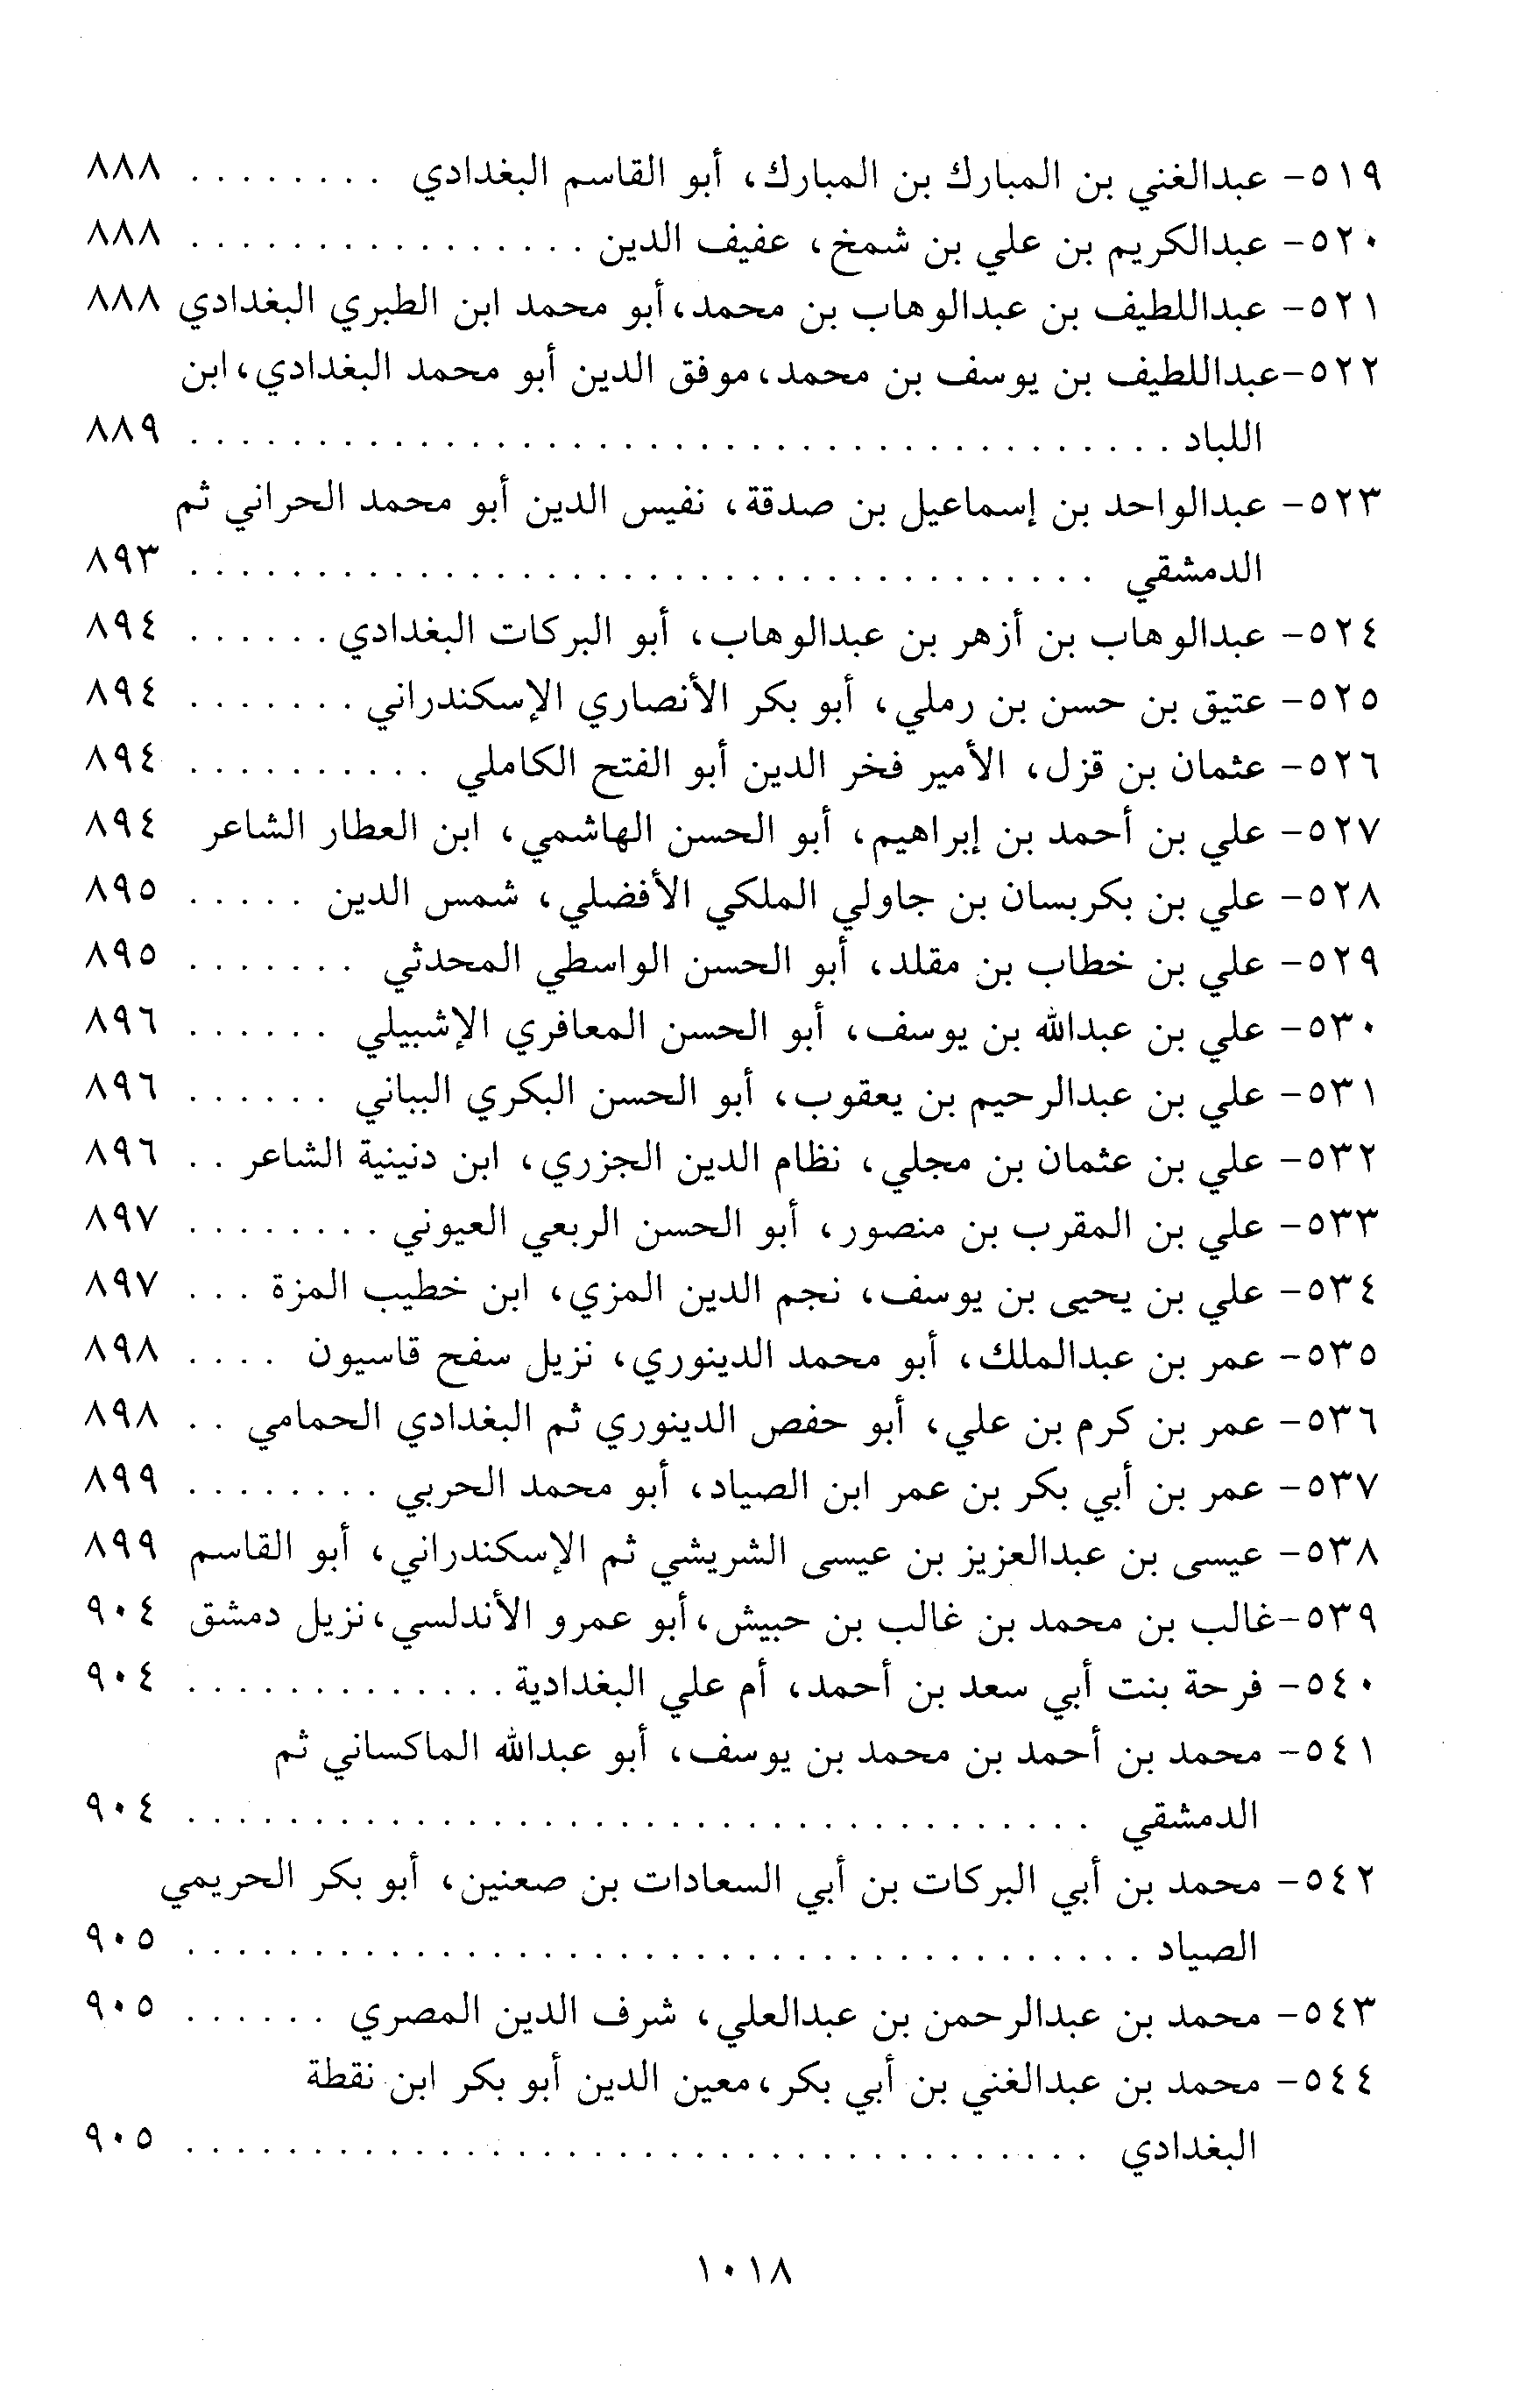 ٥١٩- عبدالغني بن المبارك بن المبارك، أبو القاسم البغدادي . . . . . . . . ٨٨٨
٥٢٠- عبدالكريم بن علي بن شمخ، عفيف الدين . . . . . . . . . . . . . . . . ٨٨٨
٥٢١- عبداللطيف بن عبدالوهاب بن محمد، أبو محمد ابن الطبري البغدادي ٨٨٨
٥٢٢- عبداللطيف بن يوسف بن محمد، موفق الدين أبو محمد البغدادي، ابن
اللباد . . . . . . . . . . . . . . . . . . . . . . . . . . . . . . . . . . . . . . . ٨٨٩
٥٢٣- عبدالواحد بن إسماعيل بن صدقة، نفيس الدين أبو محمد الحراني ثم
الدمشقي . . . . . . . . . . . . . . . . . . . . . . . . . . . . . . . . . . . . ٨٩٣
٥٢٤- عبدالوهاب بن أزهر بن عبدالوهاب، أبو البركات البغدادي . . . . . . ٨٩٤
٥٢٥- عتيق بن حسن بن رملي، أبو بكر الأنصاري الإسكندراني . . . . . . . ٨٩٤
٥٢٦- عثمان بن قزل، الأمير فخر الدين أبو الفتح الكاملي . . . . . . . . . . ٨٩٤
٥٢٧- علي بن أحمد بن إبراهيم، أبو الحسن الهاشمي، ابن العطار الشاعر ٨٩٤
٥٢٨- علي بن بكربسان بن جاولي الملكي الأفضلي، شمس الدين . . . . . ٨٩٥
٥٢٩- علي بن خطاب بن مقلد، أبو الحسن الواسطي المحدثي . . . . . . . ٨٩٥
٥٣٠- علي بن عبدالله بن يوسف، أبو الحسن المعافري الإشبيلي . . . . . . ٨٩٦
٥٣١- علي بن عبدالرحيم بن يعقوب، أبو الحسن البكري البباني . . . . . . ٨٩٦
٥٣٢- علي بن عثمان بن مجلي، نظام الدين الجزري، ابن دنينية الشاعر . . ٨٩٦
٥٣٣- علي بن المقرب بن منصور، أبو الحسن الربعي العيوني . . . . . . . . ٨٩٧
٥٣٤- علي بن يحيى بن يوسف، نجم الدين المزي، ابن خطيب المزة . . . ٨٩٧
٥٣٥- عمر بن عبدالملك، أبو محمد الدينوري، نزيل سفح قاسيون . . . . ٨٩٨
٥٣٦- عمر بن كرم بن علي، أبو حفص الدينوري ثم البغدادي الحمامي . . ٨٩٨
٥٣٧- عمر بن أبي بكر بن عمر ابن الصياد، أبو محمد الحربي . . . . . . . . ٨٩٩
٥٣٨- عيسى بن عبدالعزيز بن عيسى الشريشي ثم الإسكندراني، أبو القاسم ٨٩٩
٥٣٩- غالب بن محمد بن غالب بن حبيش، أبو عمرو الأندلسي، نزيل دمشق ٩٠٤
٥٤٠- فرحة بنت أبي سعد بن أحمد، أم علي البغدادية . . . . . . . . . . . . . ٩٠٤
٥٤١- محمد بن أحمد بن محمد بن يوسف، أبو عبدالله الماكساني ثم
الدمشقي . . . . . . . . . . . . . . . . . . . . . . . . . . . . . . . . . . . . ٩٠٤
٥٤٢- محمد بن أبي البركات بن أبي السعادات بن صعنين، أبو بكر الحريمي
الصياد . . . . . . . . . . . . . . . . . . . . . . . . . . . . . . . . . . . . . . ٩٠٥
٥٤٣- محمد بن عبدالرحمن بن عبدالعلي، شرف الدين المصري . . . . . . ٩٠٥
٥٤٤- محمد بن عبدالغني بن أبي بكر، معين الدين أبو بكر ابن نقطة
البغدادي . . . . . . . . . . . . . . . . . . . . . . . . . . . . . . . . . . . . ٩٠٥
١٠١٨